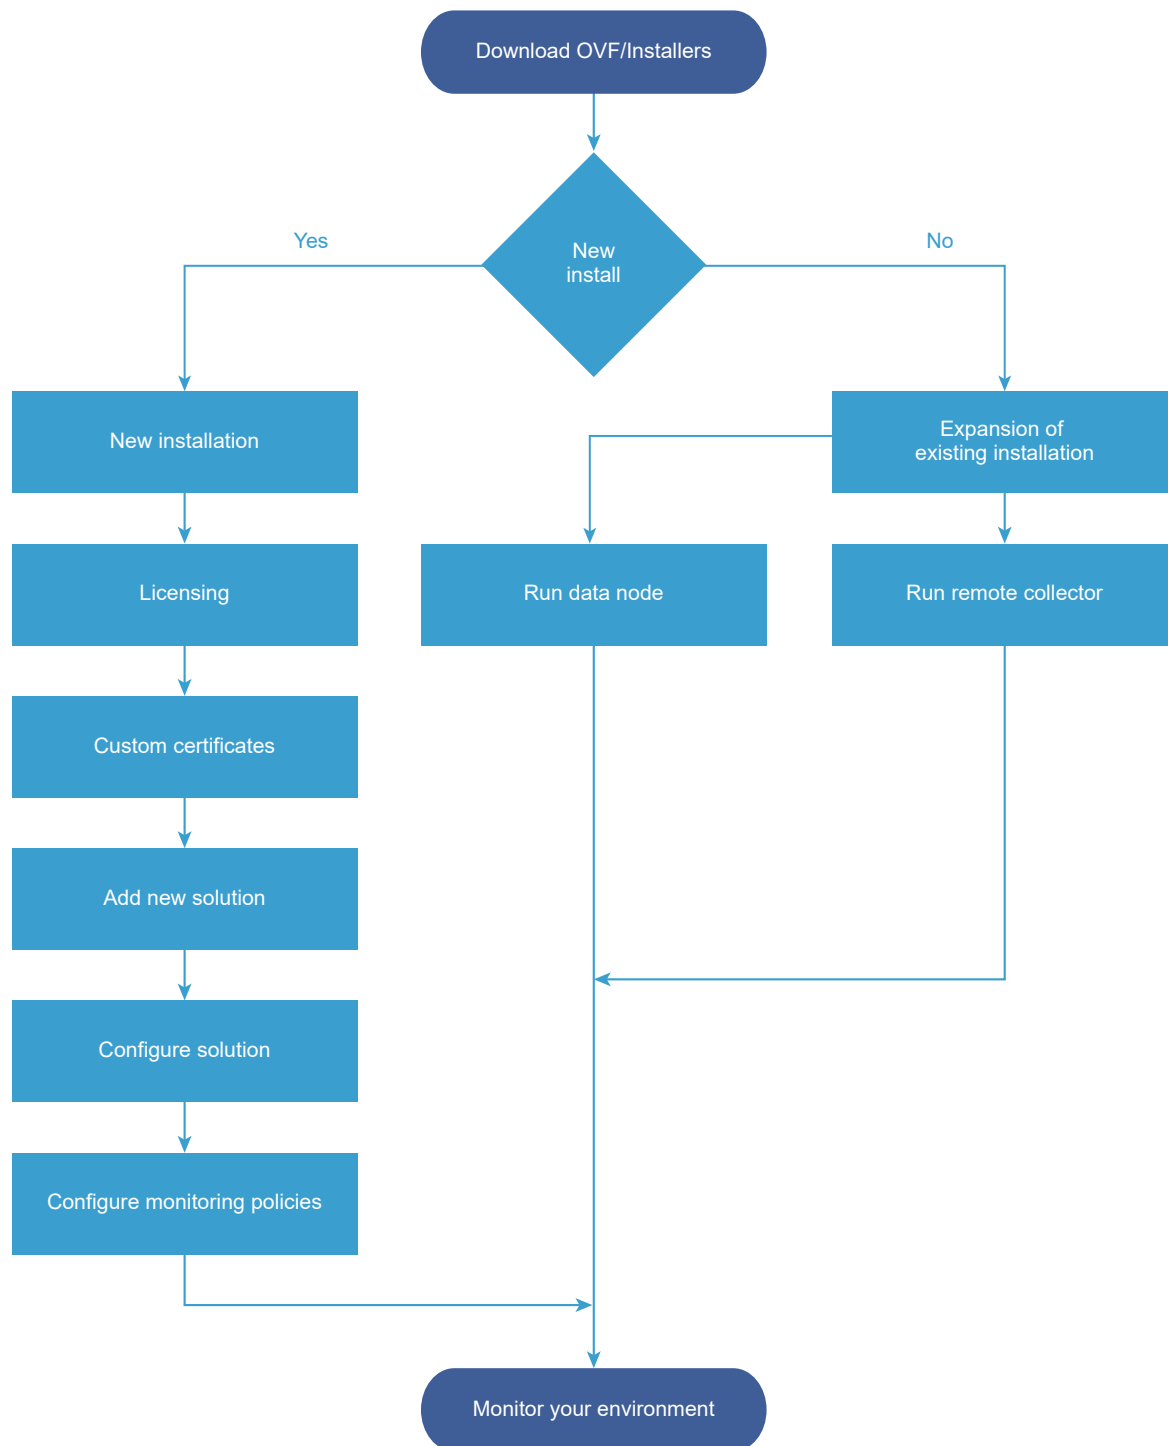 Download OVF/Installers
Yes
New
install
No
New installation
Expansion of
existing installation
Licensing
Run data node
Run remote collector
Custom certificates
Add new solution
Configure solution
Configure monitoring policies
Monitor your environment